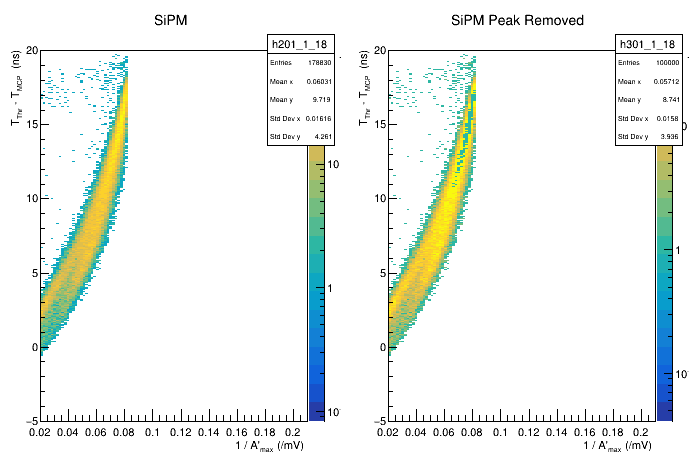 SiPM
SiPM Peak Removed
T_Thr - T_MCP (ns)
h201_1_18
Entries 178830
Mean x 0.06031
Mean y 9.719
Std Dev x 0.01616
Std Dev y 4.261
20
15
10
5
0
−5
0.02 0.04 0.06 0.08 0.1 0.12 0.14 0.16 0.18 0.2
1 / A'_max (/mV)
10
1
10
T_Thr - T_MCP (ns)
h301_1_18
Entries 100000
Mean x 0.05712
Mean y 8.741
Std Dev x 0.0158
Std Dev y 3.936
20
15
10
5
0
−5
0.02 0.04 0.06 0.08 0.1 0.12 0.14 0.16 0.18 0.2
1 / A'_max (/mV)
1
10